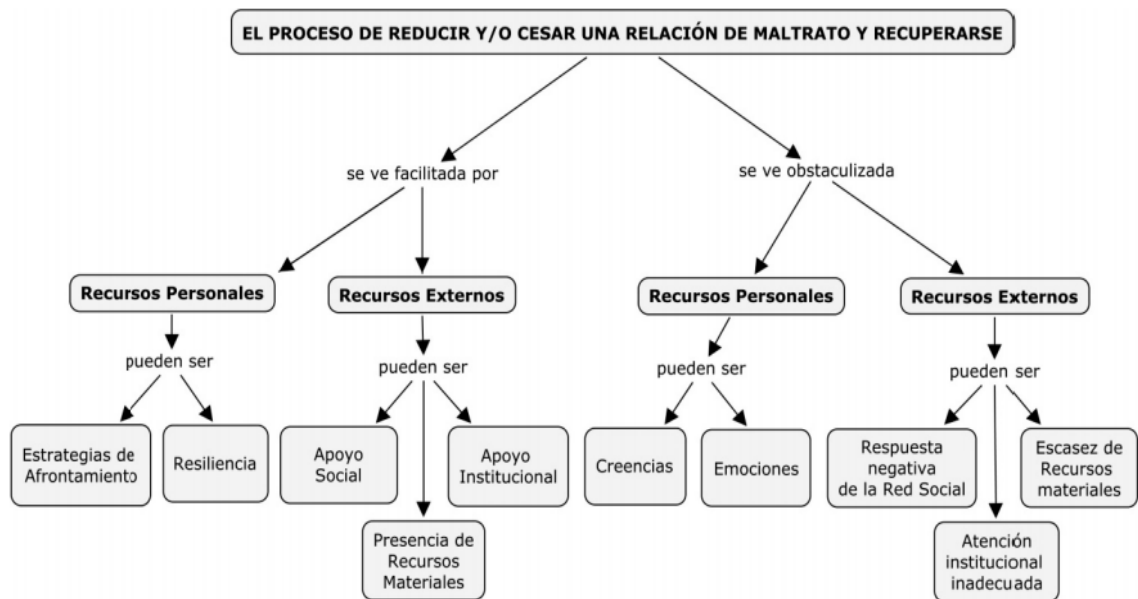 EL PROCESO DE REDUCIR Y/O CESAR UNA RELACIÓN DE MALTRATO Y RECUPERARSE
se ve facilitada por
se ve obstaculizada
Recursos Personales
Recursos Externos
Recursos Personales
Recursos Externos
pueden ser
pueden ser
pueden ser
pueden ser
Estrategias de
Afrontamiento
Resiliencia
Apoyo
Social
Apoyo
Institucional
Presencia de
Recursos
Materiales
Creencias
Emociones
Respuesta
negativa
de la Red Social
Escasez de
Recursos
materiales
Atención
institucional
inadecuada